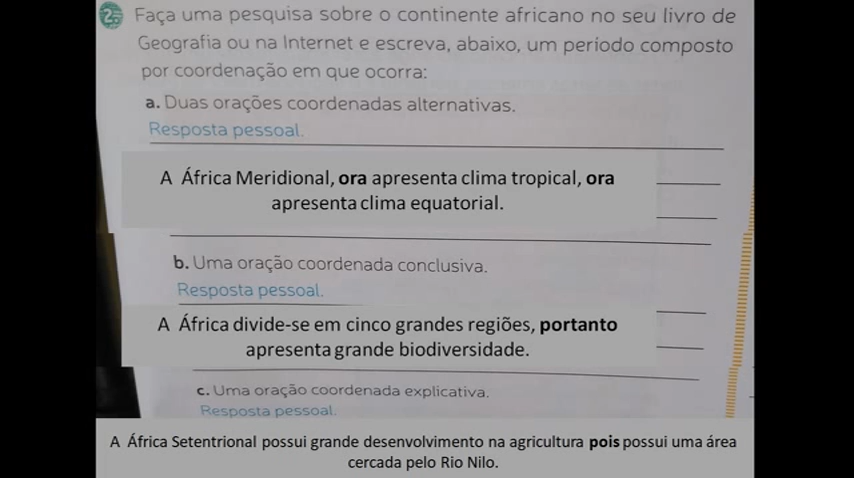 2. Faça uma pesquisa sobre o continente africano no seu livro de
Geografia ou na Internet e escreva, abaixo, um período composto
por coordenação em que ocorra:
a. Duas orações coordenadas alternativas.
Resposta pessoal.
A África Meridional, ora apresenta clima tropical, ora
apresenta clima equatorial.
b. Uma oração coordenada conclusiva.
Resposta pessoal.
A África divide-se em cinco grandes regiões, portanto
apresenta grande biodiversidade.
c. Uma oração coordenada explicativa.
Resposta pessoal.
A África Setentrional possui grande desenvolvimento na agricultura pois possui uma área
cercada pelo Rio Nilo.